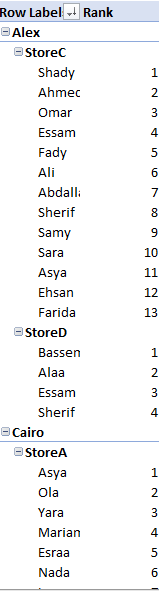 Row Label Rank
Alex
StoreC
Shady 1
Ahmec 2
Omar 3
Essam 4
Fady 5
Ali 6
Abdalla 7
Sherif 8
Samy 9
Sara 10
Asya 11
Ehsan 12
Farida 13
StoreD
Bassem 1
Alaa 2
Essam 3
Sherif 4
Cairo
StoreA
Asya 1
Ola 2
Yara 3
Marian 4
Esraa 5
Nada 6